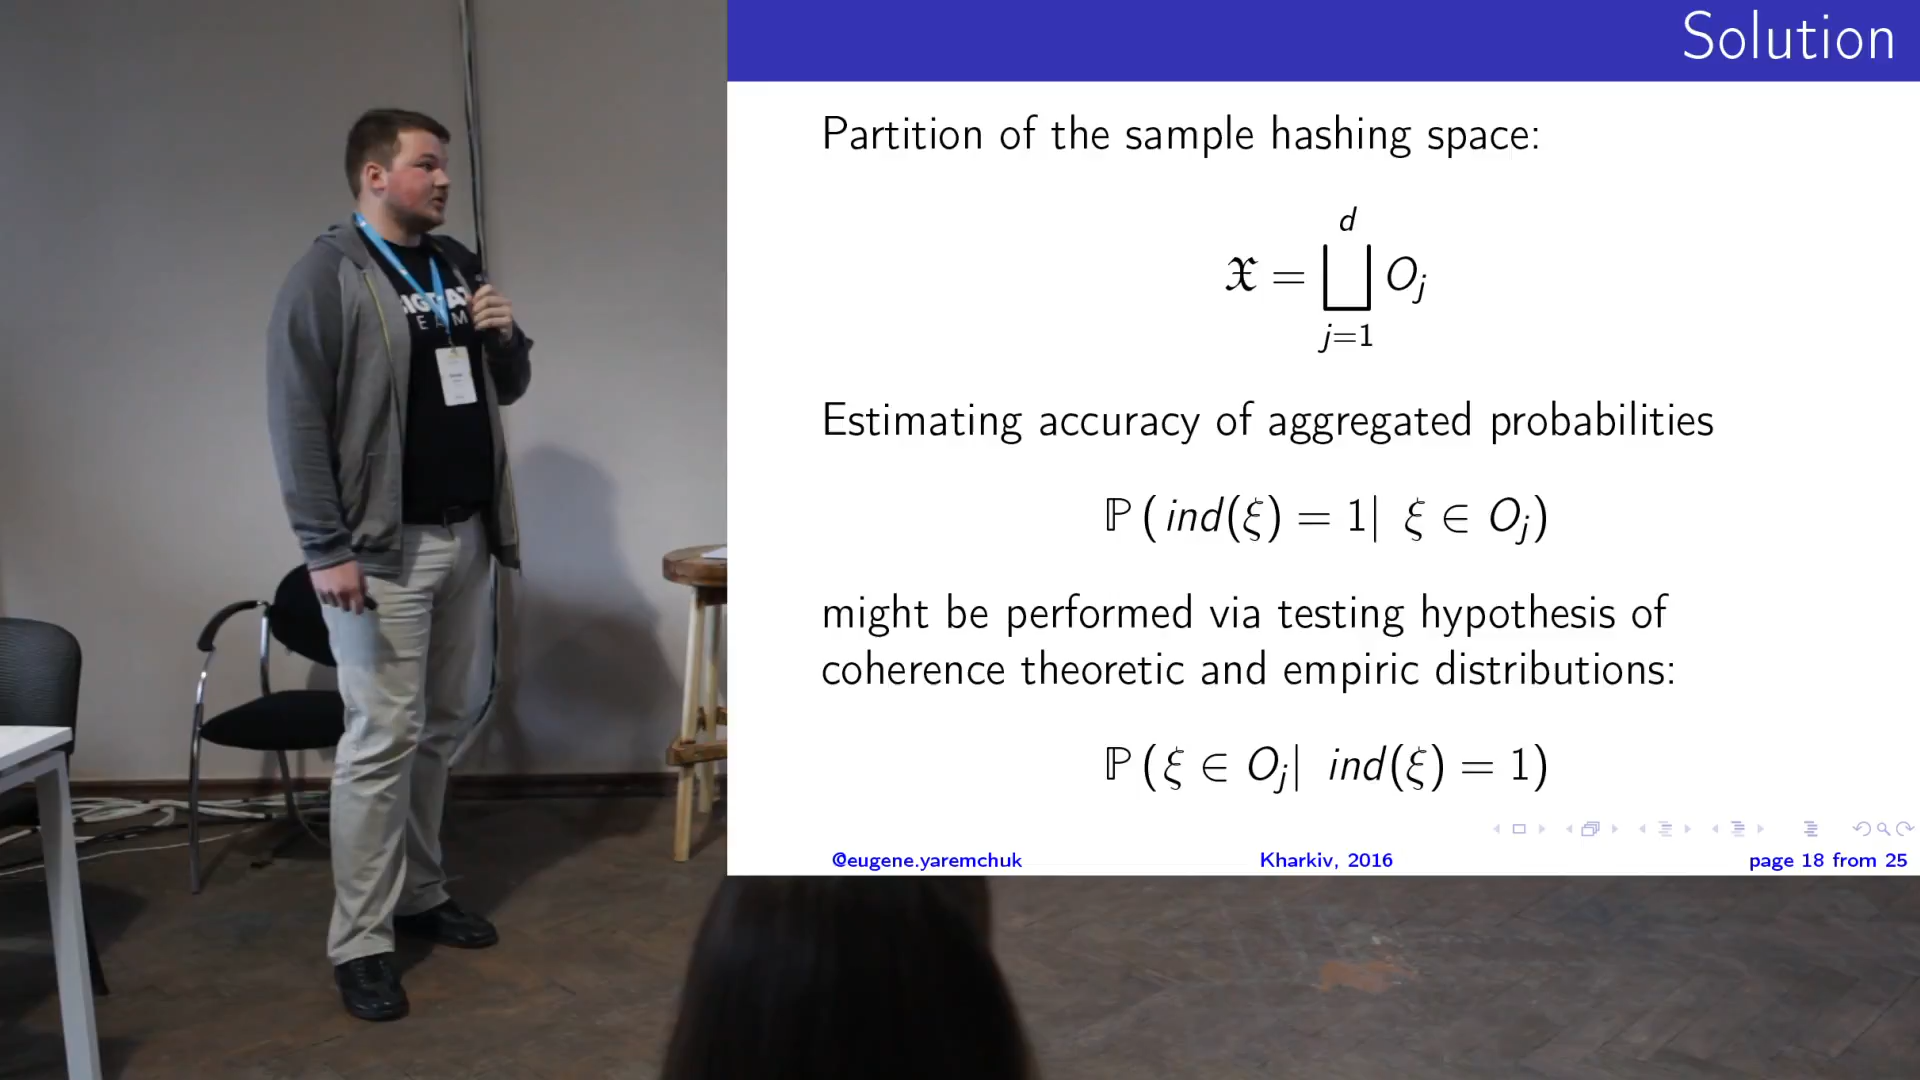 Solution
Partition of the sample hashing space:
d
𝔛 = ⨆ O_j
j=1
Estimating accuracy of aggregated probabilities
ℙ ( ind(ξ) = 1| ξ ∈ O_j)
might be performed via testing hypothesis of
coherence theoretic and empiric distributions:
ℙ (ξ ∈ O_j| ind(ξ) = 1)
@eugene.yaremchuk
Kharkiv, 2016
page 18 from 25